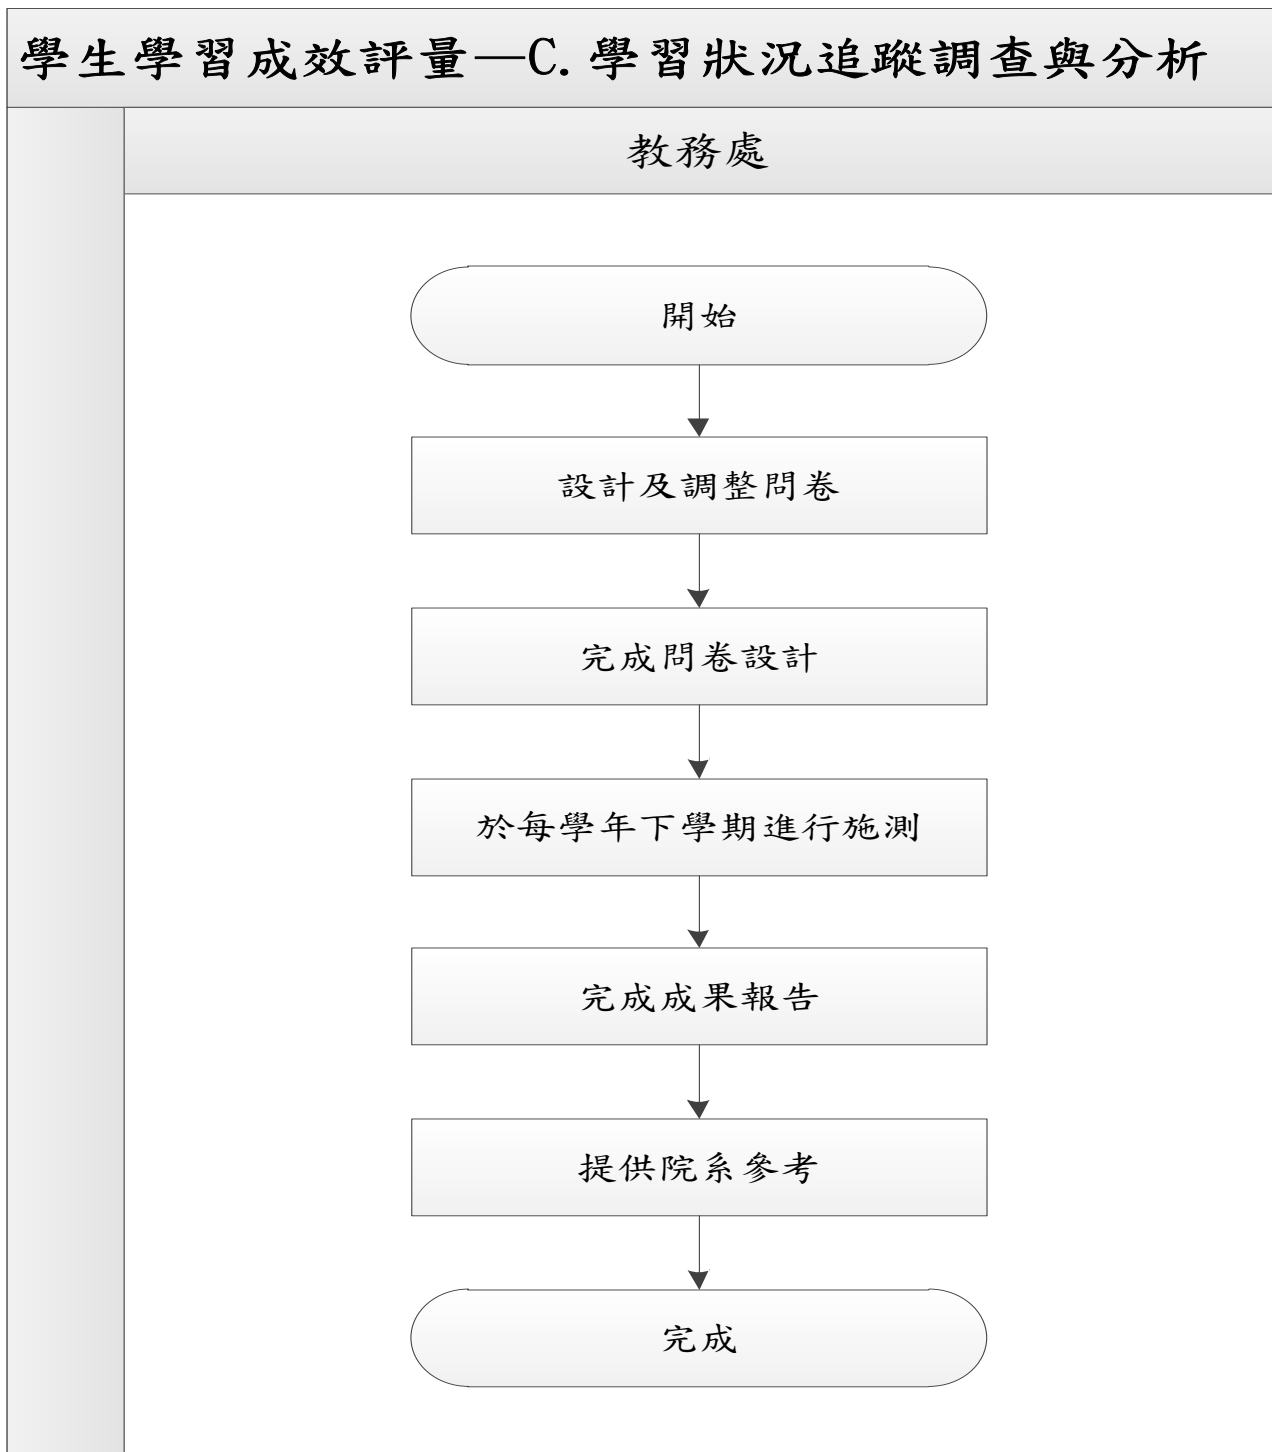 學生學習成效評量—C.學習狀況追蹤調查與分析
教務處
開始
設計及調整問卷
完成問卷設計
於每學年下學期進行施測
完成成果報告
提供院系參考
完成